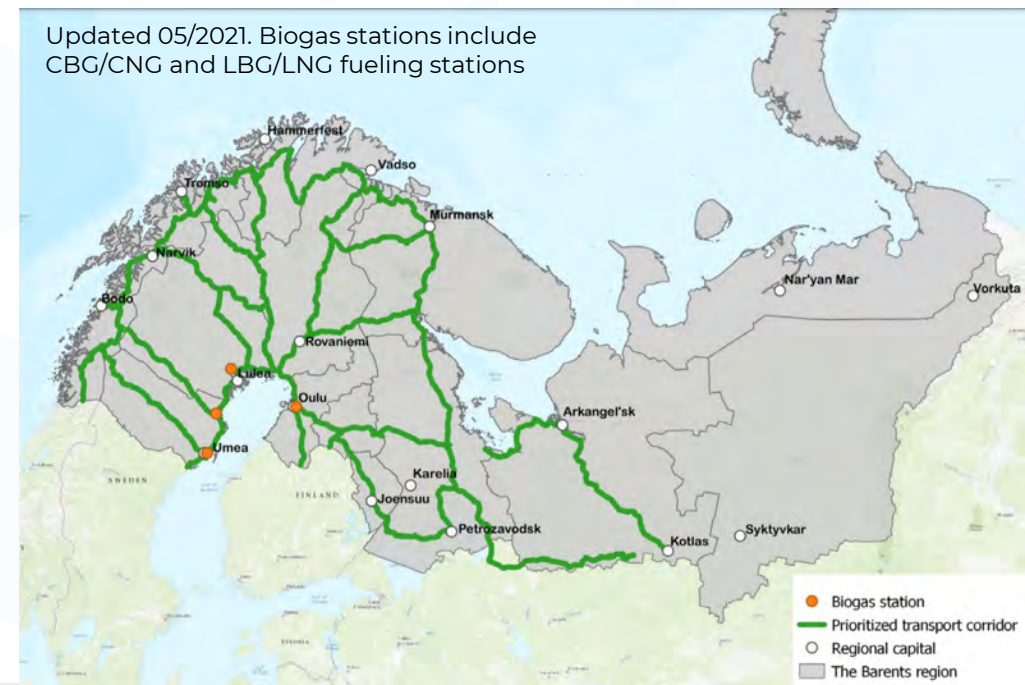 Updated 05/2021. Biogas stations include
CBG/CNG and LBG/LNG fueling stations
Hammerfest
Vadso
Tromso
Murmansk
Narvik
Nar'yan Mar
Vorkuta
Bodo
Rovaniemi
Lulea
Oulu
Arkangel'sk
Umea
Karelia
SWEDEN
FINLAND
Joensuu
Petrozavodsk
Syktyvkar
Kotlas
ESTONIA
Biogas station
Prioritized transport corridor
Regional capital
The Barents region